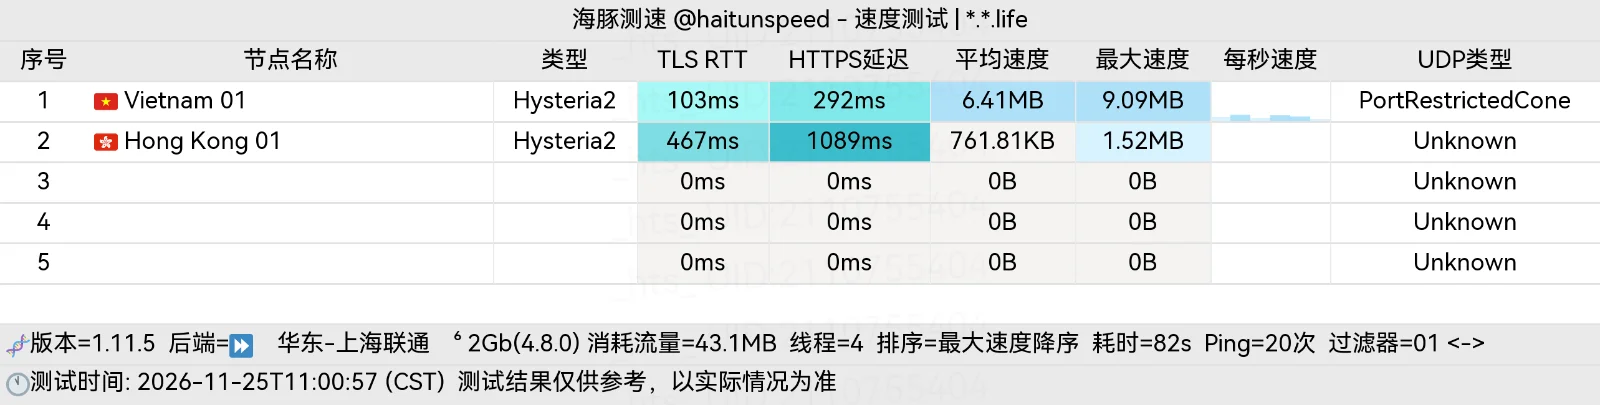 海豚测速 @haitunspeed - 速度测试 | *.*.life
序号 节点名称 类型 TLS RTT HTTPS延迟 平均速度 最大速度 每秒速度 UDP类型
1 Vietnam 01 Hysteria2 103ms 292ms 6.41MB 9.09MB PortRestrictedCone
2 Hong Kong 01 Hysteria2 467ms 1089ms 761.81KB 1.52MB Unknown
3 0ms 0ms 0B 0B Unknown
4 0ms 0ms 0B 0B Unknown
5 0ms 0ms 0B 0B Unknown
版本=1.11.5 后端=⏩ 华东-上海联通 ⁶ 2Gb(4.8.0) 消耗流量=43.1MB 线程=4 排序=最大速度降序 耗时=82s Ping=20次 过滤器=01 <->
测试时间: 2026-11-25T11:00:57 (CST) 测试结果仅供参考，以实际情况为准